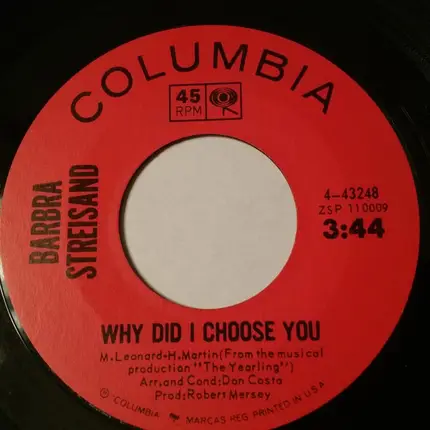 COLUMBIA
45
RPM
BARBRA
STREISAND
4-43248
ZSP 110009
3:44
WHY DID I CHOOSE YOU
M. Leonard-H. Martin (From the musical
production "The Yearling")
Arr. and Cond: Don Costa
Prod: Robert Mersey
© COLUMBIA MARCAS REG. PRINTED IN U.S.A